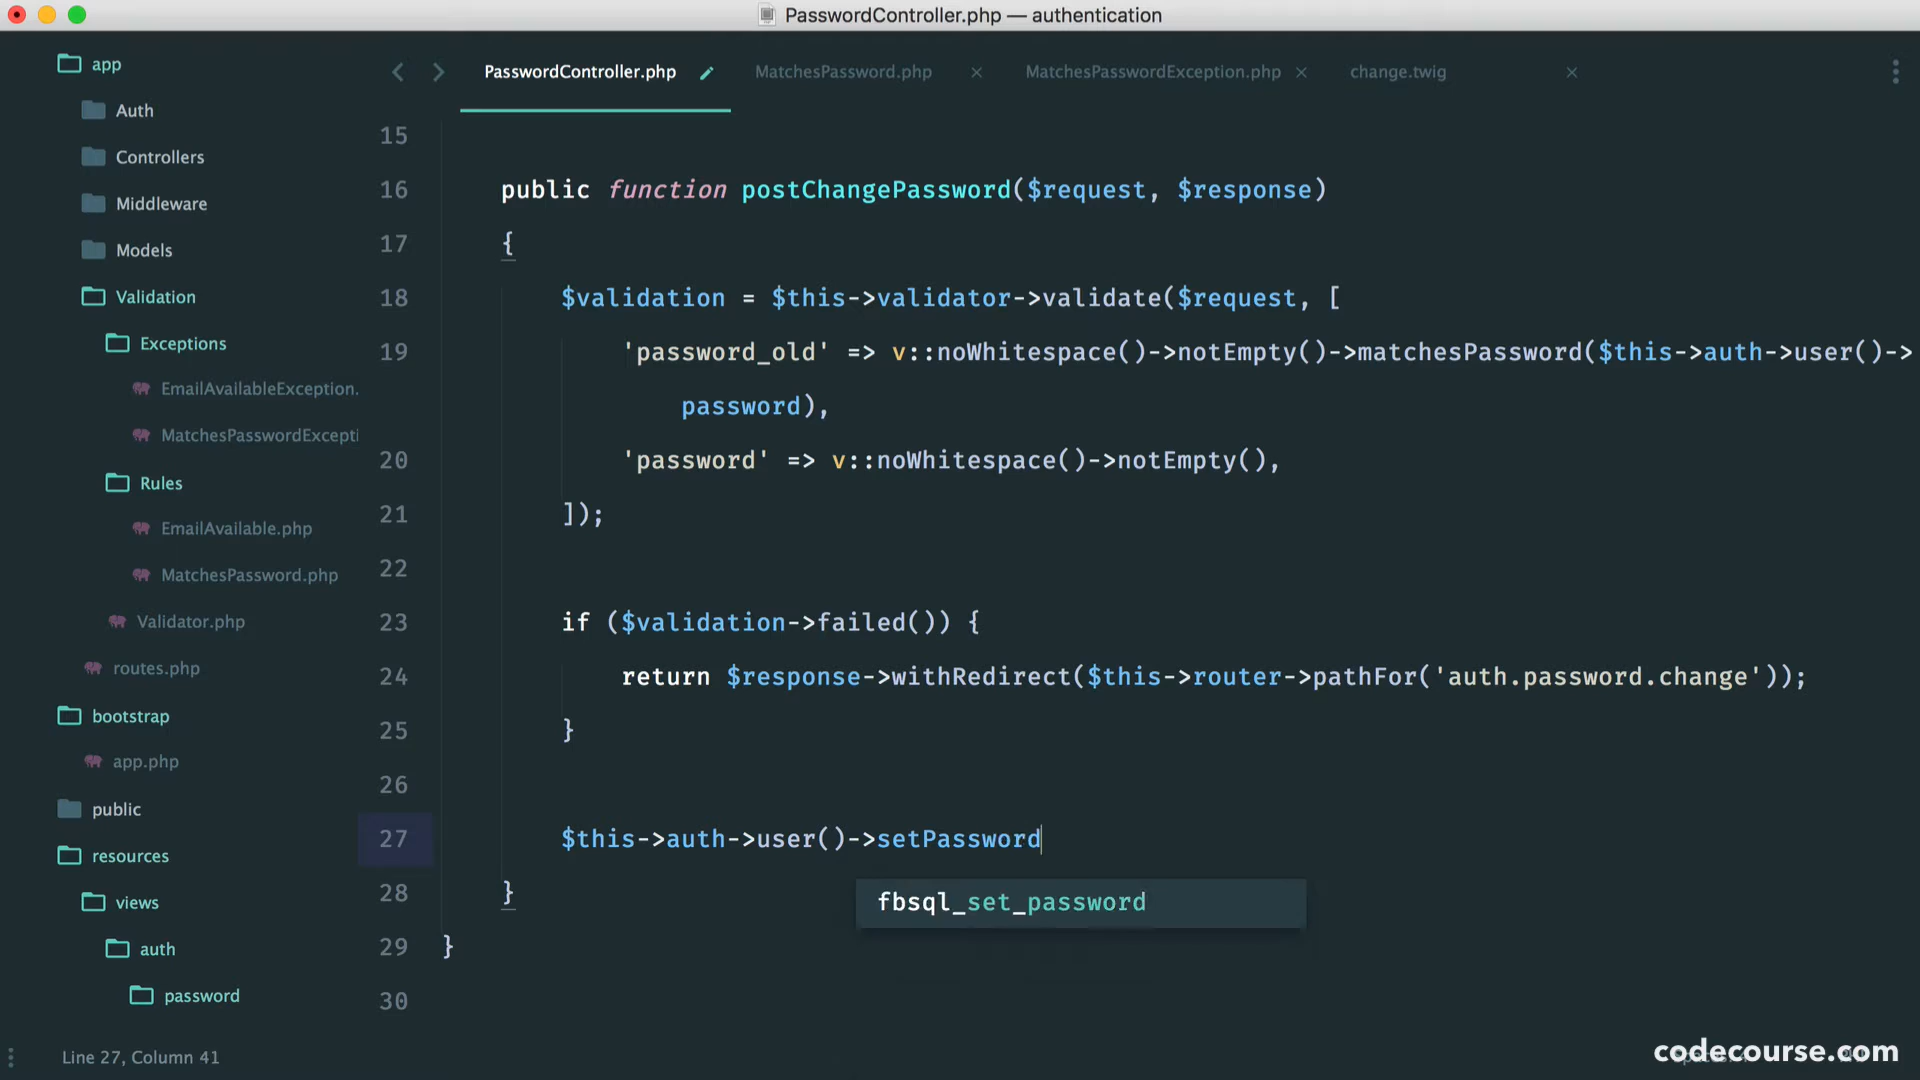 PasswordController.php — authentication
app
Auth
Controllers
Middleware
Models
Validation
Exceptions
EmailAvailableException.
MatchesPasswordExcepti
Rules
EmailAvailable.php
MatchesPassword.php
Validator.php
routes.php
bootstrap
app.php
public
resources
views
auth
password
PasswordController.php
MatchesPassword.php
MatchesPasswordException.php
change.twig
15
16 public function postChangePassword($request, $response)
17 {
18 $validation = $this->validator->validate($request, [
19 'password_old' => v::noWhitespace()->notEmpty()->matchesPassword($this->auth->user()->
password),
20 'password' => v::noWhitespace()->notEmpty(),
21 ]);
22
23 if ($validation->failed()) {
24 return $response->withRedirect($this->router->pathFor('auth.password.change'));
25 }
26
27 $this->auth->user()->setPassword
fbsql_set_password
28 }
29 }
30
Line 27, Column 41
codecourse.com